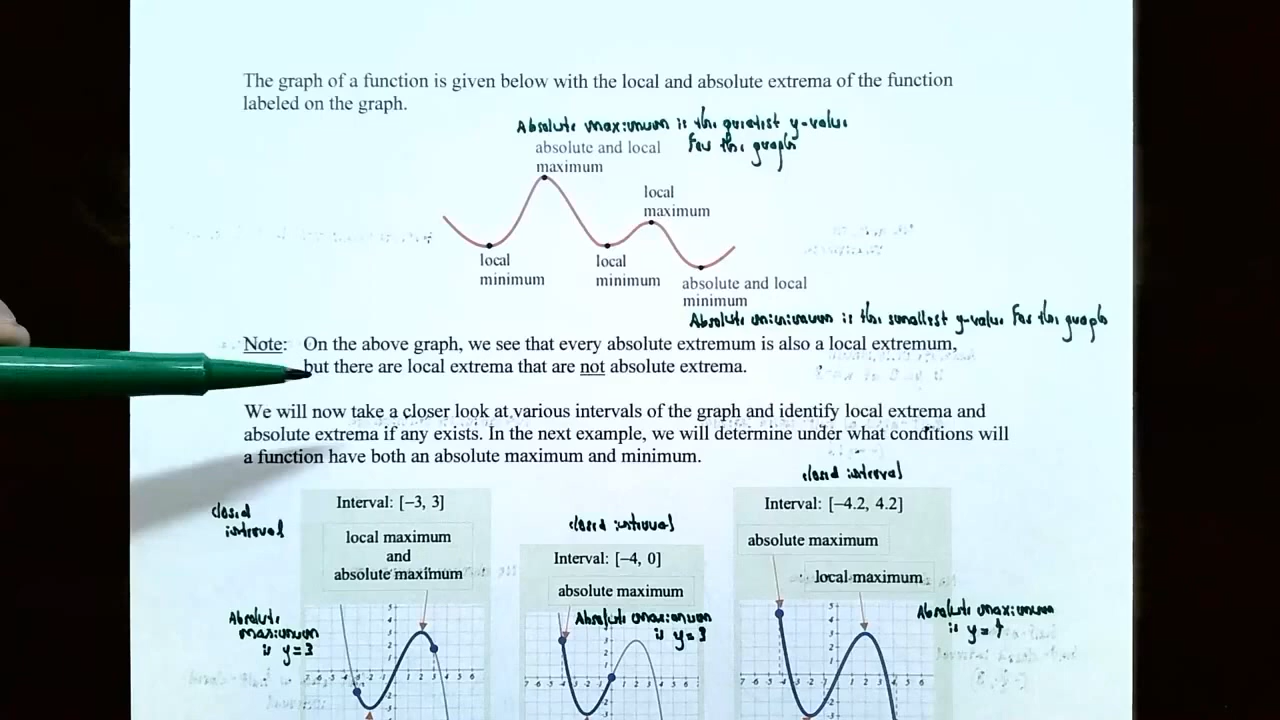 The graph of a function is given below with the local and absolute extrema of the function
labeled on the graph.
Absolute maximum is the greatest y-value
for the graph
absolute and local
maximum
local
maximum
local
minimum
local
minimum
absolute and local
minimum
Absolute minimum is the smallest y-value for the graph
Note: On the above graph, we see that every absolute extremum is also a local extremum,
but there are local extrema that are not absolute extrema.
We will now take a closer look at various intervals of the graph and identify local extrema and
absolute extrema if any exists. In the next example, we will determine under what conditions will
a function have both an absolute maximum and minimum.
closed
interval
Interval: [−3, 3]
local maximum
and
absolute maximum
Absolute
maximum
is y=3
closed interval
Interval: [−4, 0]
absolute maximum
Absolute maximum
is y=3
closed interval
Interval: [−4.2, 4.2]
absolute maximum
local maximum
Absolute maximum
is y=